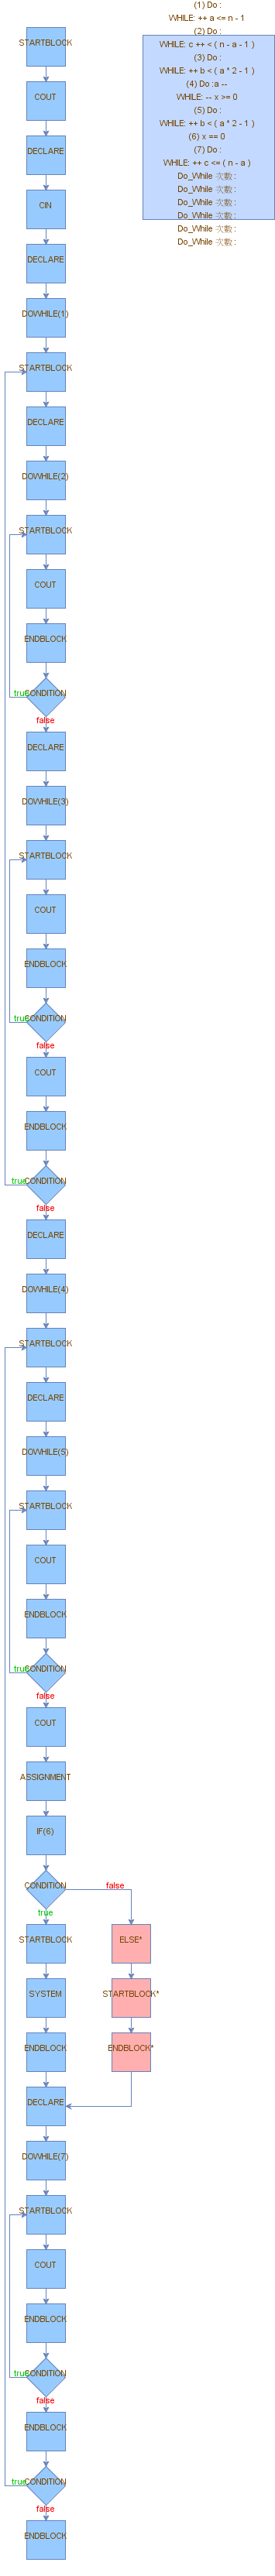 (1) Do :
WHILE: ++ a <= n - 1
(2) Do :
WHILE: c ++ < ( n - a - 1 )
(3) Do :
WHILE: ++ b < ( a * 2 - 1 )
(4) Do :a --
WHILE: -- x >= 0
(5) Do :
WHILE: ++ b < ( a * 2 - 1 )
(6) x == 0
(7) Do :
WHILE: ++ c <= ( n - a )
Do_While 次數 :
Do_While 次數 :
Do_While 次數 :
Do_While 次數 :
Do_While 次數 :
Do_While 次數 :
STARTBLOCK
COUT
DECLARE
CIN
DECLARE
DOWHILE(1)
STARTBLOCK
DECLARE
DOWHILE(2)
STARTBLOCK
COUT
ENDBLOCK
true CONDITION
false
DECLARE
DOWHILE(3)
STARTBLOCK
COUT
ENDBLOCK
true CONDITION
false
COUT
ENDBLOCK
true CONDITION
false
DECLARE
DOWHILE(4)
STARTBLOCK
DECLARE
DOWHILE(5)
STARTBLOCK
COUT
ENDBLOCK
true CONDITION
false
COUT
ASSIGNMENT
IF(6)
CONDITION false
true
STARTBLOCK ELSE*
SYSTEM STARTBLOCK*
ENDBLOCK ENDBLOCK*
DECLARE
DOWHILE(7)
STARTBLOCK
COUT
ENDBLOCK
true CONDITION
false
ENDBLOCK
true CONDITION
false
ENDBLOCK